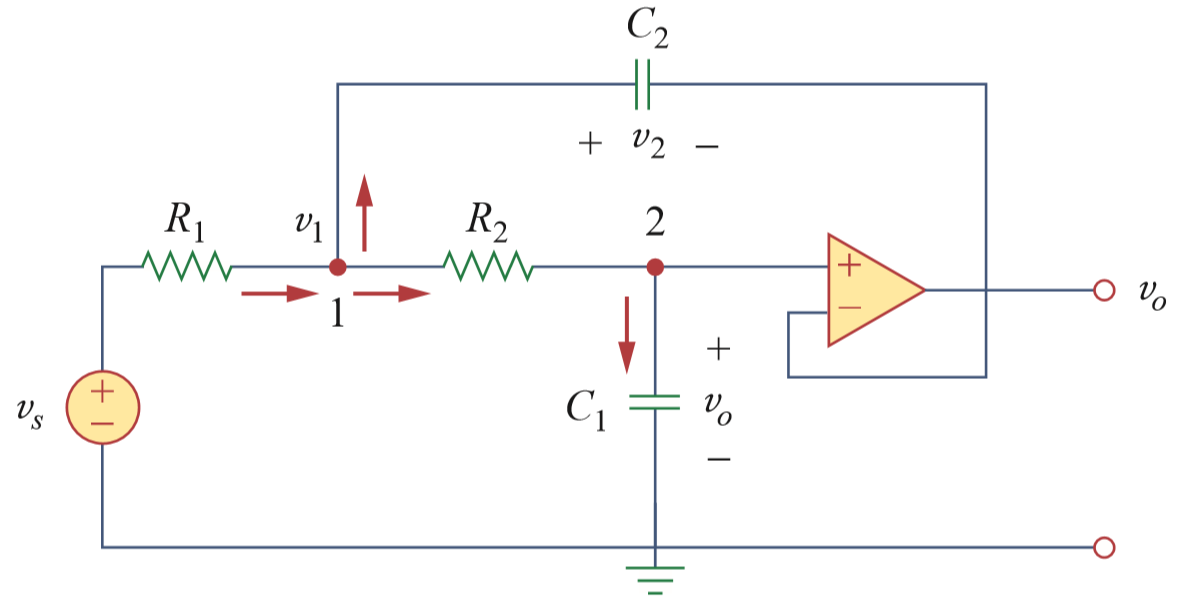 C₂
+ v₂ −
R₁
v₁
R₂
2
1
+
−
vₒ
+
−
vₛ
C₁
+
vₒ
−